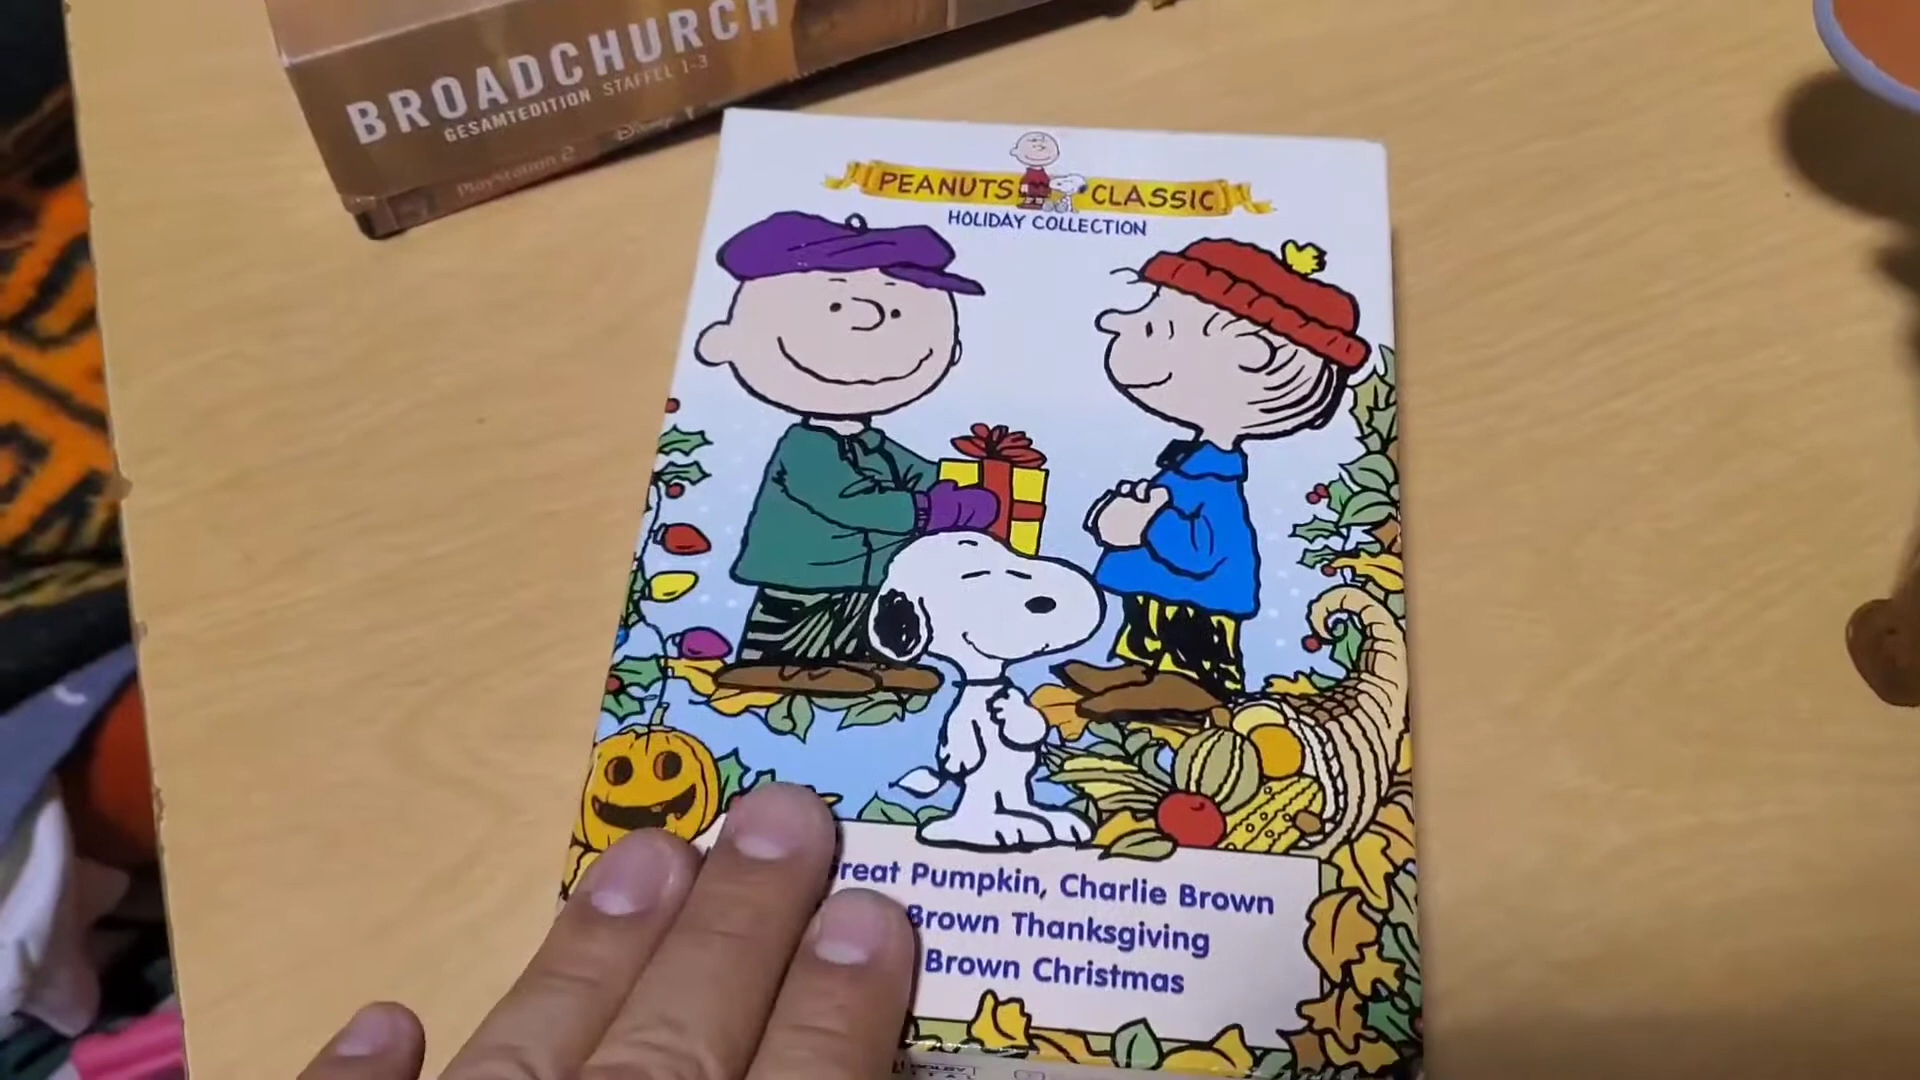 BROADCHURCH
GESAMTEDITION STAFFEL 1-3
PlayStation 2
Disney
PEANUTS CLASSIC
HOLIDAY COLLECTION
Great Pumpkin, Charlie Brown
Brown Thanksgiving
Brown Christmas